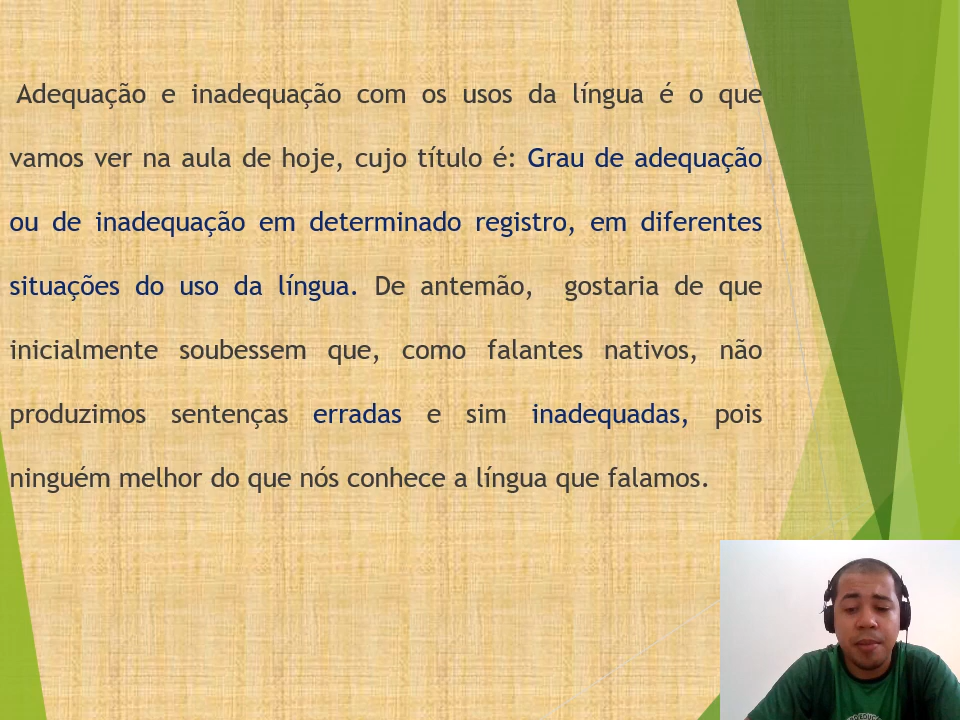 Adequação e inadequação com os usos da língua é o que
vamos ver na aula de hoje, cujo título é: Grau de adequação
ou de inadequação em determinado registro, em diferentes
situações do uso da língua. De antemão, gostaria de que
inicialmente soubessem que, como falantes nativos, não
produzimos sentenças erradas e sim inadequadas, pois
ninguém melhor do que nós conhece a língua que falamos.